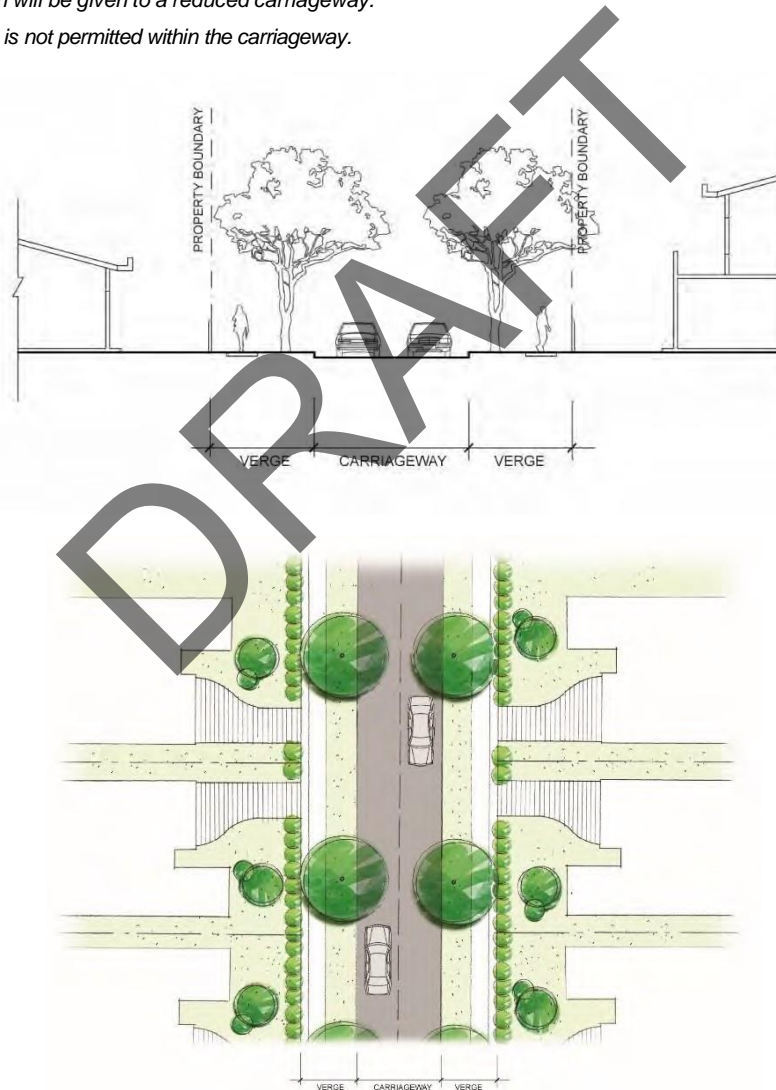 will be given to a reduced carriageway.
is not permitted within the carriageway.
PROPERTY BOUNDARY
PROPERTY BOUNDARY
DRAFT
VERGE CARRIAGEWAY VERGE
VERGE CARRIAGEWAY VERGE